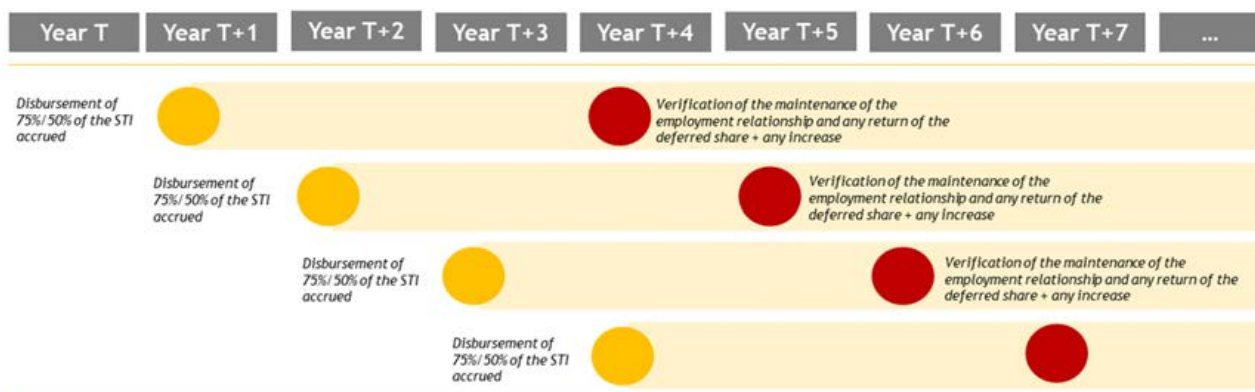 Year T
Year T+1
Year T+2
Year T+3
Year T+4
Year T+5
Year T+6
Year T+7
...
Disbursement of
75%/50% of the STI
accrued
Verification of the maintenance of the
employment relationship and any return of the
deferred share + any increase
Disbursement of
75%/50% of the STI
accrued
Verification of the maintenance of the
employment relationship and any return of the
deferred share + any increase
Disbursement of
75%/50% of the STI
accrued
Verification of the maintenance of the
employment relationship and any return of the
deferred share + any increase
Disbursement of
75%/50% of the STI
accrued